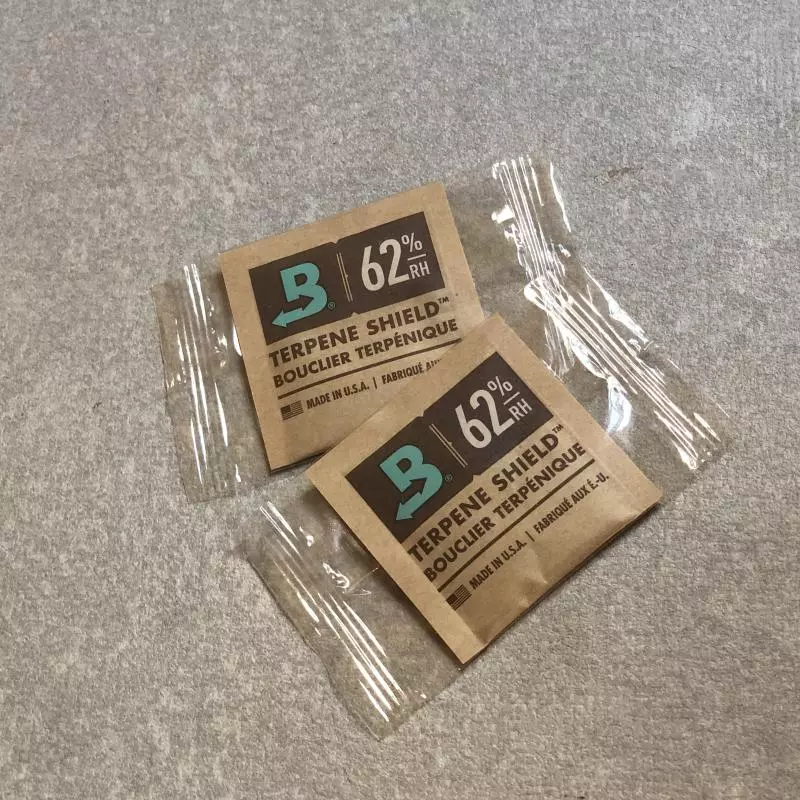 B® 62% RH
TERPENE SHIELD™
BOUCLIER TERPÉNIQUE
MADE IN U.S.A. | FABRIQUÉ
B® 62% RH
TERPENE SHIELD™
BOUCLIER TERPÉNIQUE
MADE IN U.S.A. | FABRIQUÉ AUX É.-U.